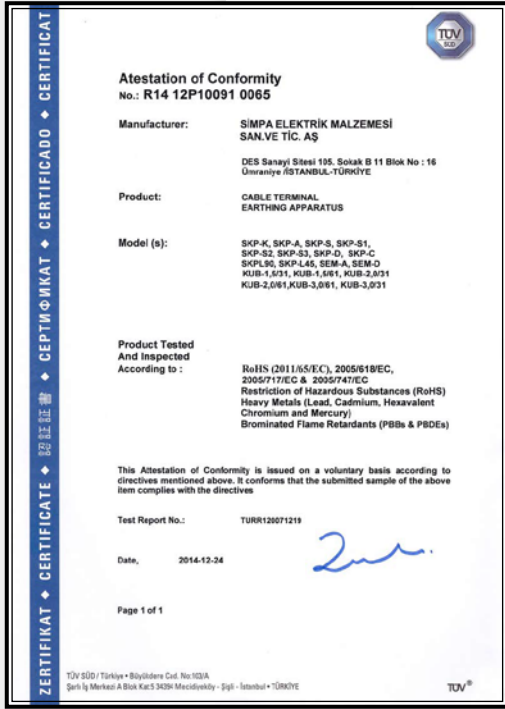 TÜV
SÜD
ZERTIFIKAT ◆ CERTIFICATE ◆ 認証証書 ◆ СЕРТИФИКАТ ◆ CERTIFICADO ◆ CERTIFICAT
Atestation of Conformity
No.: R14 12P10091 0065
Manufacturer: SİMPA ELEKTRİK MALZEMESİ
SAN.VE TİC. AŞ
DES Sanayi Sitesi 105. Sokak B 11 Blok No : 16
Ümraniye /İSTANBUL-TÜRKİYE
Product: CABLE TERMINAL
EARTHING APPARATUS
Model (s): SKP-K, SKP-A, SKP-S, SKP-S1,
SKP-S2, SKP-S3, SKP-D, SKP-C
SKPL90, SKP-L45, SEM-A, SEM-D
KUB-1,5/31, KUB-1,5/61, KUB-2,0/31
KUB-2,0/61,KUB-3,0/61, KUB-3,0/31
Product Tested
And Inspected
According to : RoHS (2011/65/EC), 2005/618/EC,
2005/717/EC & 2005/747/EC
Restriction of Hazardous Substances (RoHS)
Heavy Metals (Lead, Cadmium, Hexavalent
Chromium and Mercury)
Brominated Flame Retardants (PBBs & PBDEs)
This Attestation of Conformity is issued on a voluntary basis according to
directives mentioned above. It conforms that the submitted sample of the above
item complies with the directives
Test Report No.: TURR120071219
Date, 2014-12-24
Page 1 of 1
TÜV SÜD / Türkiye • Büyükdere Cad. No:103/A
Şarlı İş Merkezi A Blok Kat:5 34394 Mecidiyeköy - Şişli - İstanbul • TÜRKİYE
TÜV®